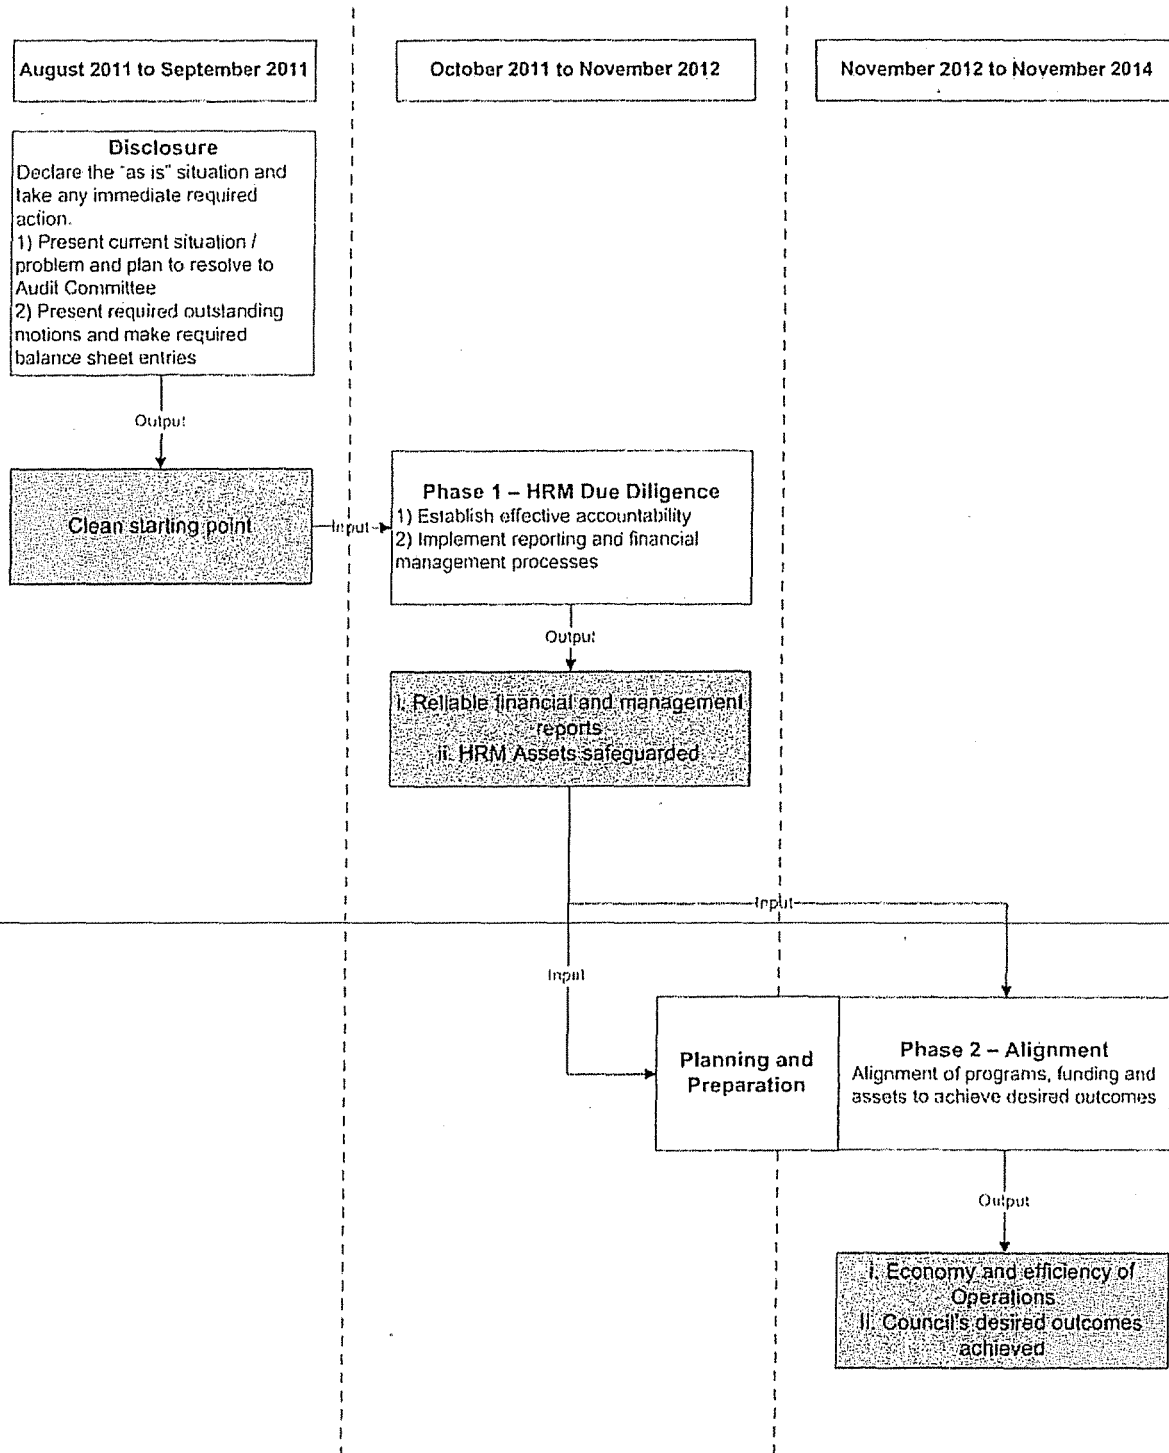 August 2011 to September 2011
October 2011 to November 2012
November 2012 to November 2014
Disclosure
Declare the "as is" situation and
take any immediate required
action.
1) Present current situation /
problem and plan to resolve to
Audit Committee
2) Present required outstanding
motions and make required
balance sheet entries
Output
Clean starting point
Input
Phase 1 – HRM Due Diligence
1) Establish effective accountability
2) Implement reporting and financial
management processes
Output
i. Reliable financial and management
reports
ii. HRM Assets safeguarded
Input
Input
Planning and
Preparation
Phase 2 – Alignment
Alignment of programs, funding and
assets to achieve desired outcomes
Output
i. Economy and efficiency of
Operations
II. Council's desired outcomes
achieved